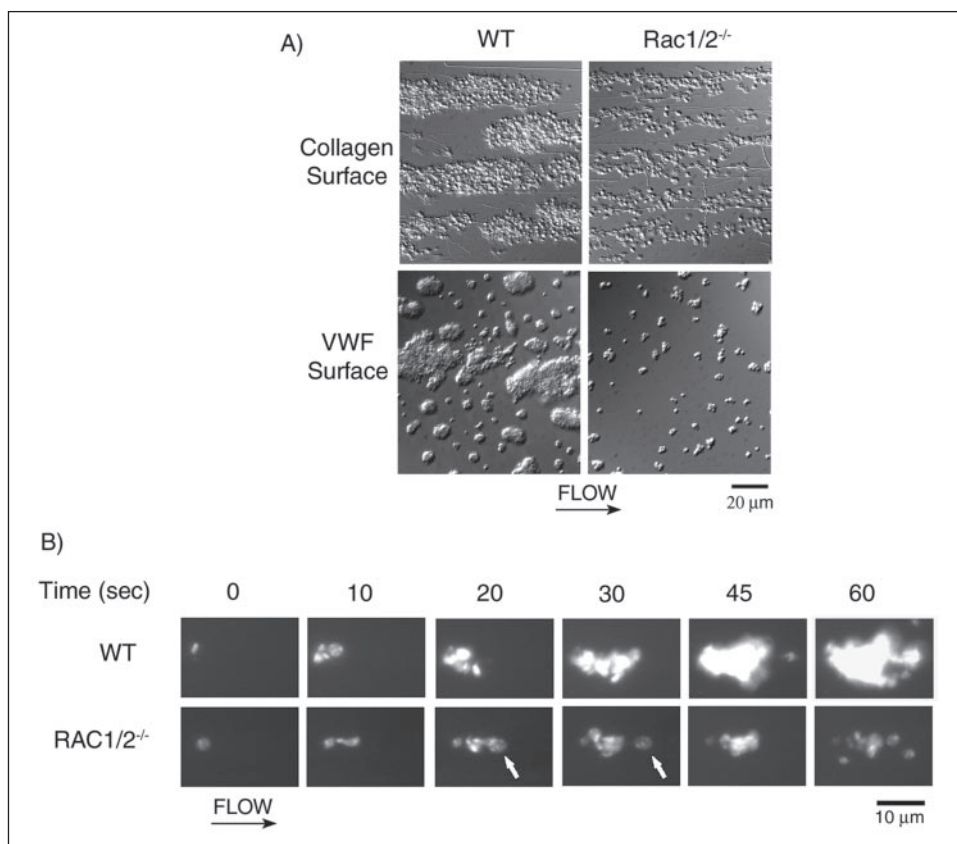 A)
WT Rac1/2-/-
Collagen
Surface
VWF
Surface
FLOW
20 μm
B)
Time (sec) 0 10 20 30 45 60
WT
RAC1/2-/-
FLOW
10 μm